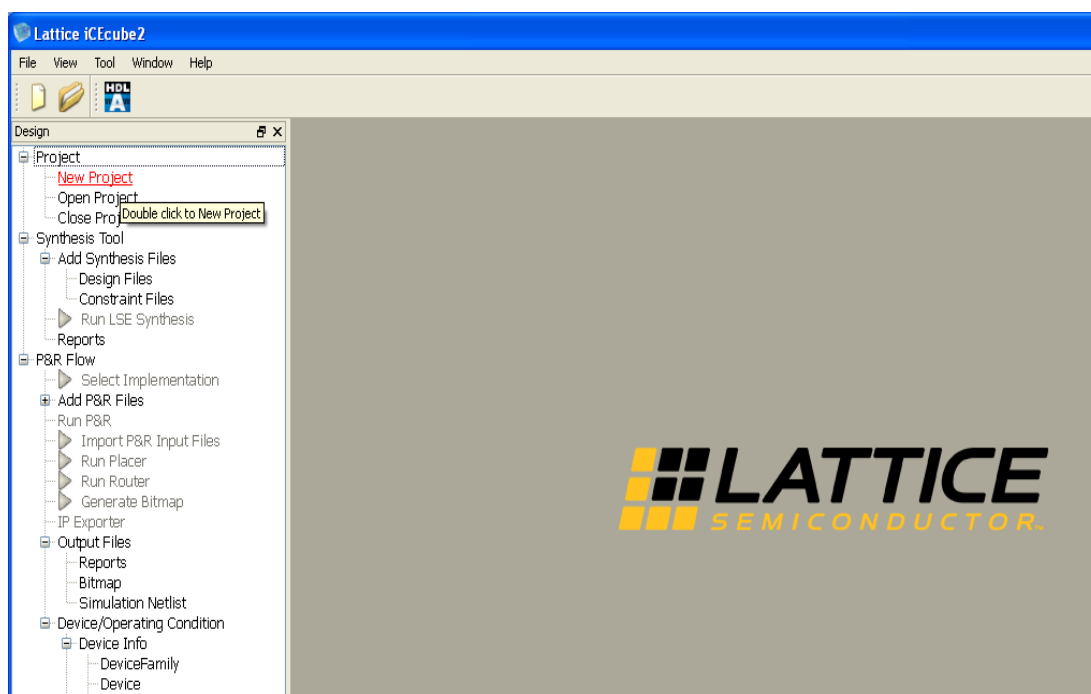 Lattice iCEcube2
File View Tool Window Help
HDL
A
Design
Project
New Project
Open Project
Double click to New Project
Close Proj
Synthesis Tool
Add Synthesis Files
Design Files
Constraint Files
Run LSE Synthesis
Reports
P&R Flow
Select Implementation
Add P&R Files
Run P&R
Import P&R Input Files
Run Placer
Run Router
Generate Bitmap
IP Exporter
Output Files
Reports
Bitmap
Simulation Netlist
Device/Operating Condition
Device Info
DeviceFamily
Device
LATTICE
SEMICONDUCTOR™